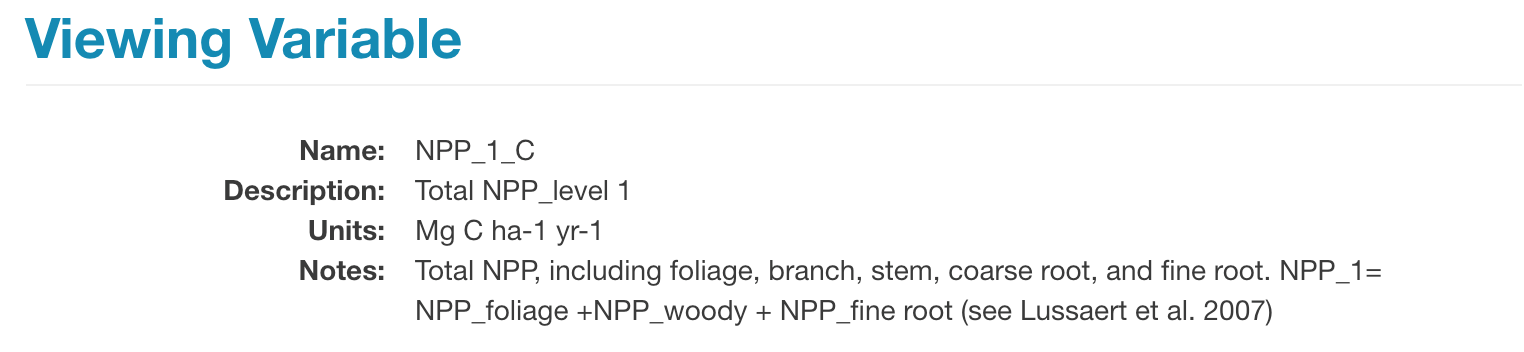 Viewing Variable
Name: NPP_1_C
Description: Total NPP_level 1
Units: Mg C ha-1 yr-1
Notes: Total NPP, including foliage, branch, stem, coarse root, and fine root. NPP_1=
NPP_foliage +NPP_woody + NPP_fine root (see Lussaert et al. 2007)